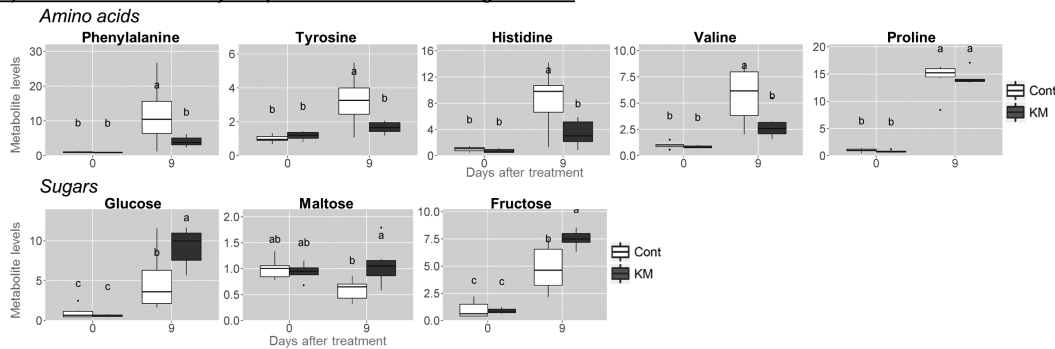 Amino acids
Phenylalanine Tyrosine Histidine Valine Proline
Metabolite levels
30 20 10 0
b b a b
0 9
6 4 2 0
b b a b
0 9
16 12 8 4 0
b b a b
0 9
10.0 7.5 5.0 2.5 0.0
b b a b
0 9
20 15 10 5 0
b b a a
0 9
Cont
KM
Days after treatment
Sugars
Glucose Maltose Fructose
Metabolite levels
10 5 0
c c b a
0 9
2.0 1.5 1.0 0.5 0.0
ab ab b a
0 9
10.0 7.5 5.0 2.5 0.0
c c b a
0 9
Cont
KM
Days after treatment